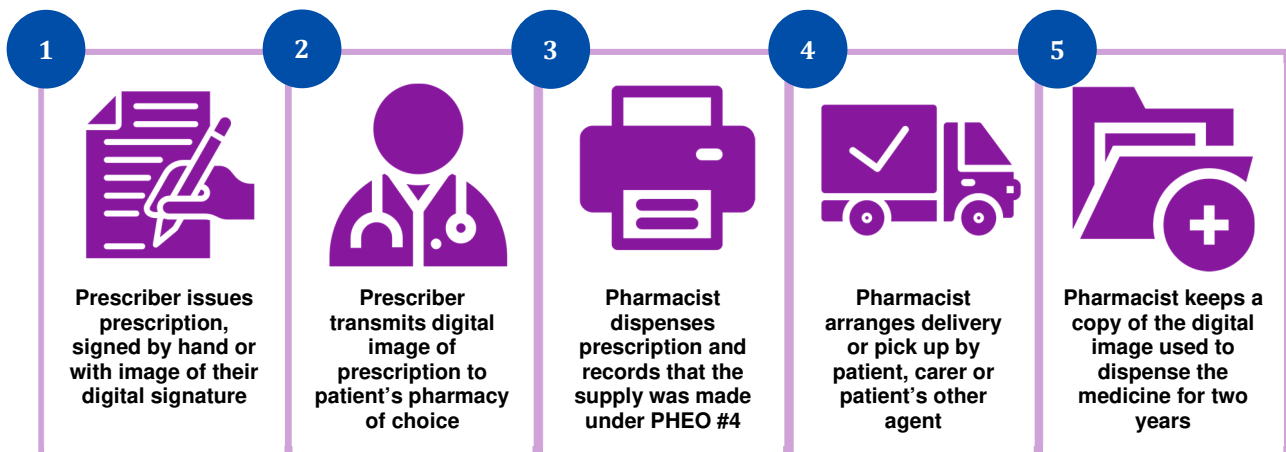 1
Prescriber issues
prescription,
signed by hand or
with image of their
digital signature
2
Prescriber
transmits digital
image of
prescription to
patient's pharmacy
of choice
3
Pharmacist
dispenses
prescription and
records that the
supply was made
under PHEO #4
4
Pharmacist
arranges delivery
or pick up by
patient, carer or
patient's other
agent
5
Pharmacist keeps a
copy of the digital
image used to
dispense the
medicine for two
years